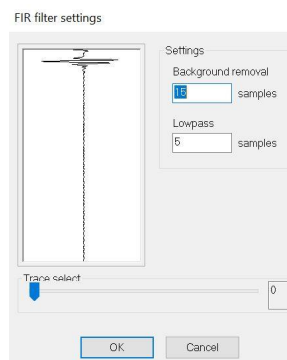 FIR filter settings
Settings
Background removal
15 samples
Lowpass
5 samples
Trace select
0
OK Cancel